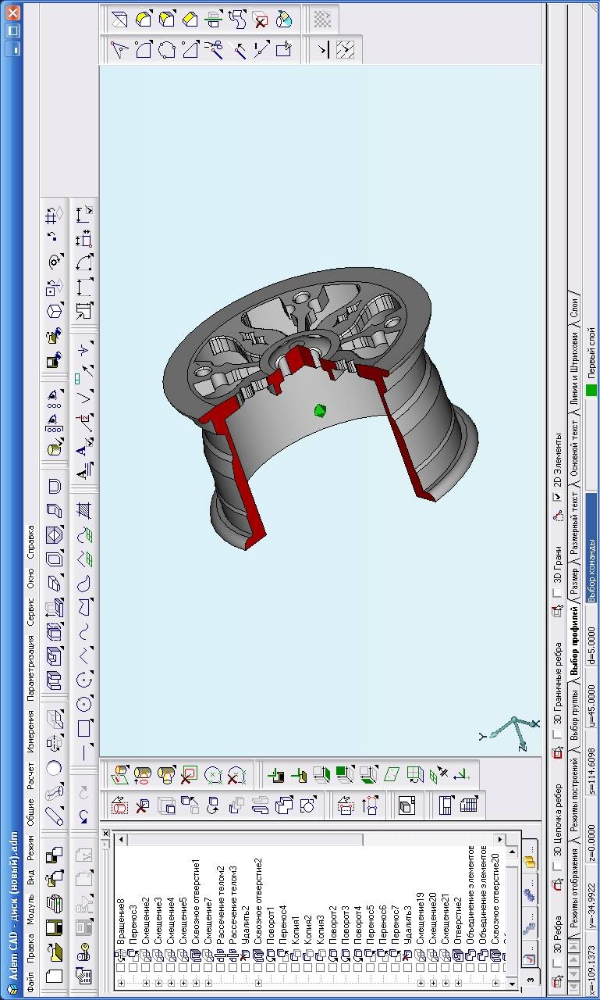 Adem CAD - диск (новый).adm
Файл Правка Модуль Вид Режим Общие Расчет Измерения Параметризация Сервис Окно Справка
Вращение8
Перенос3
Смещение2
Смещение3
Смещение4
Смещение5
Сквозное отверстие1
Смещение7
Рассечение телом2
Рассечение телом3
Удалить2
Сквозное отверстие2
Поворот1
Перенос4
Копия1
Копия2
Копия3
Поворот2
Поворот3
Поворот4
Перенос5
Перенос6
Перенос7
Удалить3
Смещение19
Смещение20
Смещение21
Отверстие2
Объединение элементов
Объединение элементов
Сквозное отверстие20
Y
X
Z
3
3D Ребра 3D Цепочка ребер 3D Граничные ребра 3D Грани 2D Элементы
Режимы отображения Режимы построений Выбор группы Выбор профилей Размер Размерный текст Основной текст Линии и Штриховки Слои
x=-109.1373 y=-34.9922 z=0.0000 s=114.6098 u=45.0000 d=5.0000 Выбор команды Первый слой